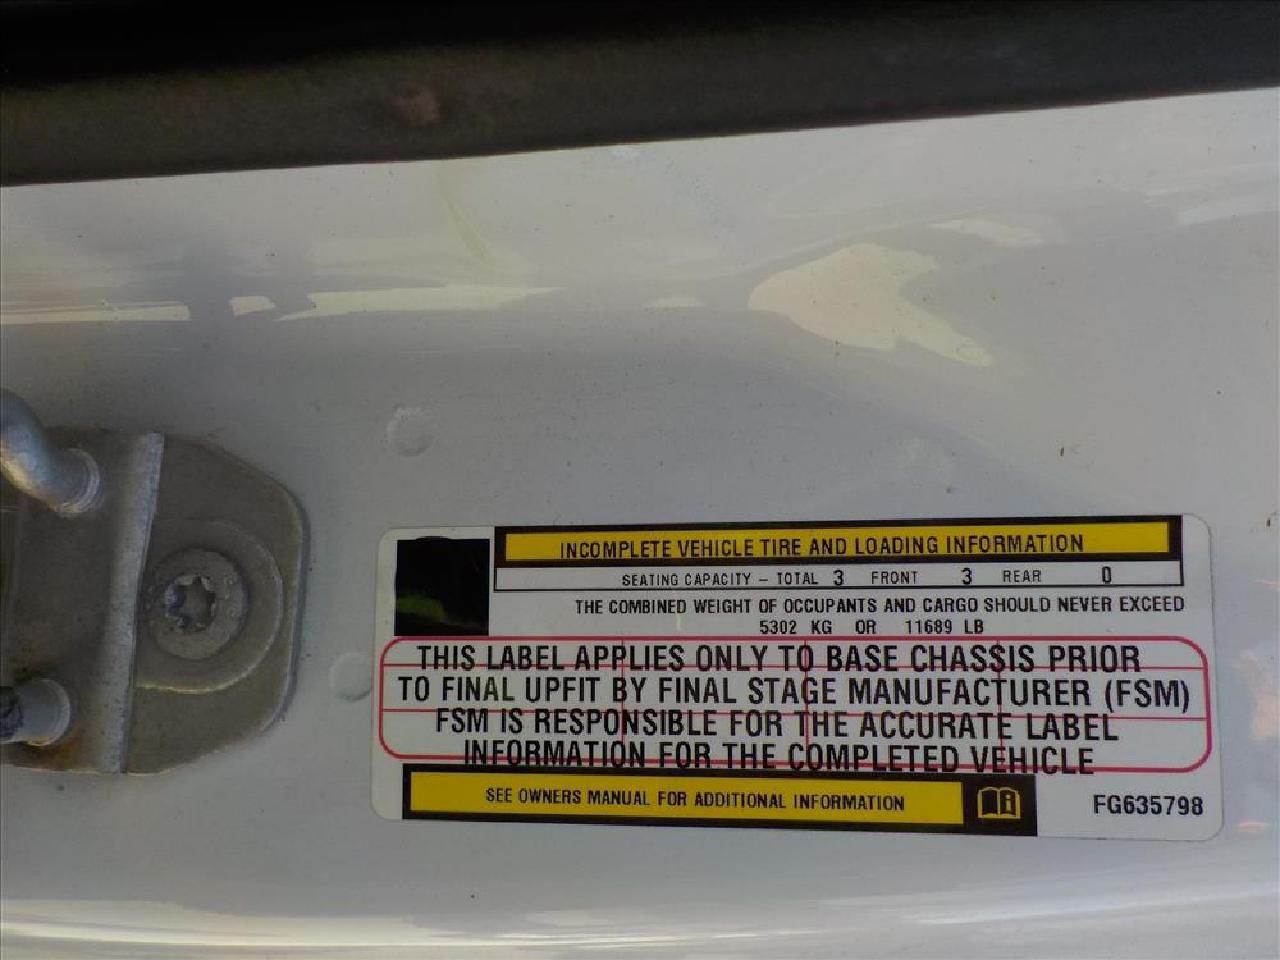 INCOMPLETE VEHICLE TIRE AND LOADING INFORMATION
SEATING CAPACITY - TOTAL 3 FRONT 3 REAR 0
THE COMBINED WEIGHT OF OCCUPANTS AND CARGO SHOULD NEVER EXCEED
5302 KG OR 11689 LB
THIS LABEL APPLIES ONLY TO BASE CHASSIS PRIOR
TO FINAL UPFIT BY FINAL STAGE MANUFACTURER (FSM)
FSM IS RESPONSIBLE FOR THE ACCURATE LABEL
INFORMATION FOR THE COMPLETED VEHICLE
SEE OWNERS MANUAL FOR ADDITIONAL INFORMATION
FG635798